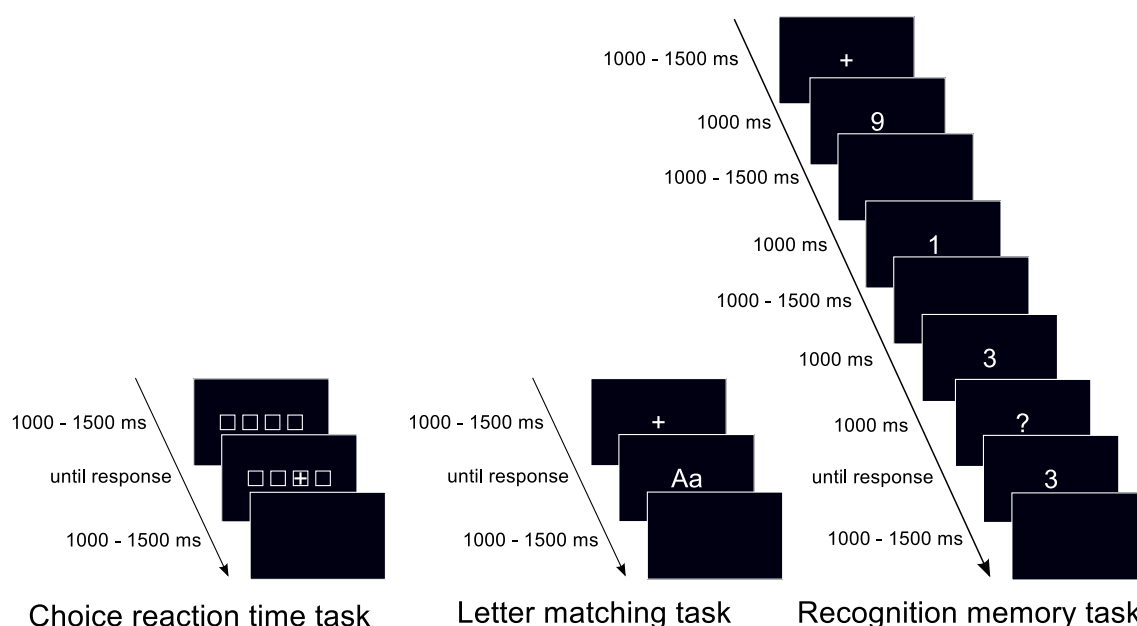 1000 - 1500 ms
+
1000 ms
9
1000 - 1500 ms
1000 ms
1
1000 - 1500 ms
1000 ms
3
1000 ms
?
until response
3
1000 - 1500 ms
1000 - 1500 ms
until response
+
1000 - 1500 ms
1000 - 1500 ms
+
until response
Aa
1000 - 1500 ms
Choice reaction time task
Letter matching task
Recognition memory task